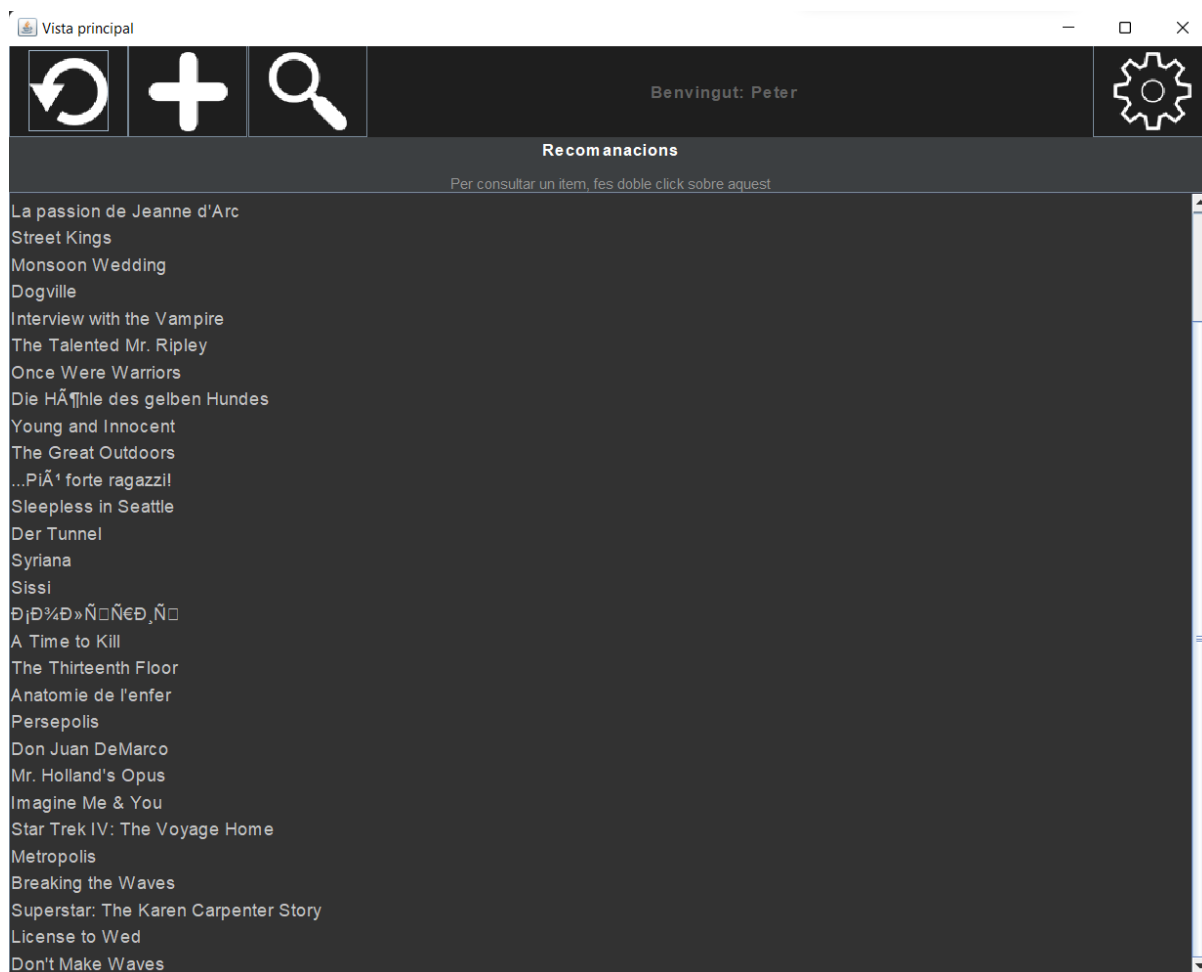 Vista principal
Benvingut: Peter
Recomanacions
Per consultar un item, fes doble click sobre aquest
La passion de Jeanne d'Arc
Street Kings
Monsoon Wedding
Dogville
Interview with the Vampire
The Talented Mr. Ripley
Once Were Warriors
Die HÃ¶hle des gelben Hundes
Young and Innocent
The Great Outdoors
...PiÃ¹ forte ragazzi!
Sleepless in Seattle
Der Tunnel
Syriana
Sissi
Ð¡Ð¾Ð»Ñ□Ñ€Ð¸Ñ□
A Time to Kill
The Thirteenth Floor
Anatomie de l'enfer
Persepolis
Don Juan DeMarco
Mr. Holland's Opus
Imagine Me & You
Star Trek IV: The Voyage Home
Metropolis
Breaking the Waves
Superstar: The Karen Carpenter Story
License to Wed
Don't Make Waves